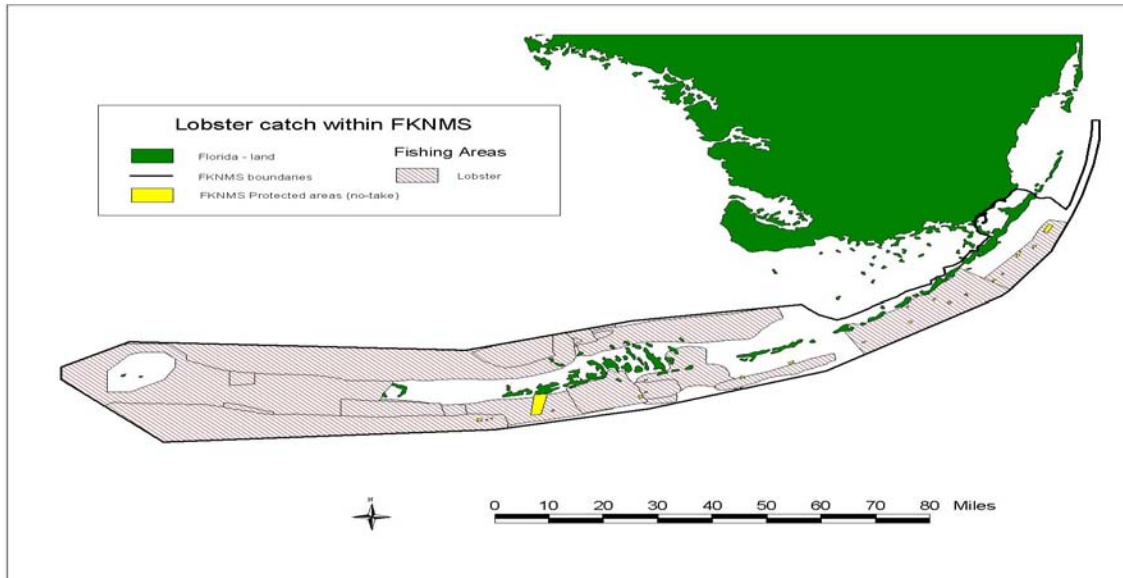 Lobster catch within FKNMS
Florida - land
FKNMS boundaries
FKNMS Protected areas (no-take)
Fishing Areas
Lobster
N
0 10 20 30 40 50 60 70 80 Miles